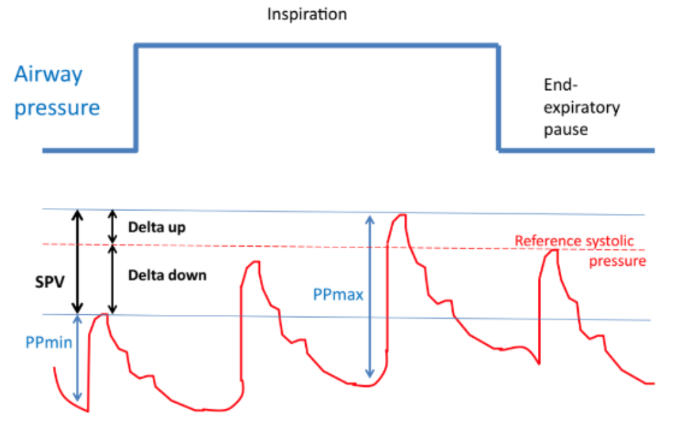 Inspiration
Airway
pressure
End-
expiratory
pause
Delta up
Reference systolic
pressure
SPV
Delta down
PPmax
PPmin